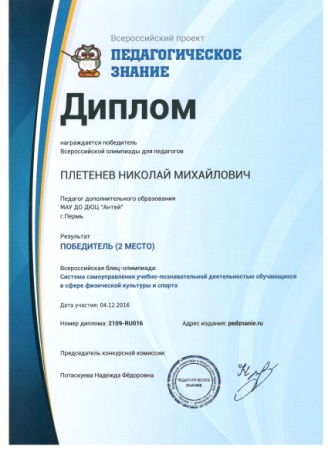 Всероссийский проект
ПЕДАГОГИЧЕСКОЕ
ЗНАНИЕ
Диплом
награждается победитель
Всероссийской олимпиады для педагогов
ПЛЕТЕНЕВ НИКОЛАЙ МИХАЙЛОВИЧ
Педагог дополнительного образования
МАУ ДО ДЮЦ "Антей"
г.Пермь
Результат
ПОБЕДИТЕЛЬ (2 МЕСТО)
Всероссийская блиц-олимпиада:
Система самоуправления учебно-познавательной деятельностью обучающихся
в сфере физической культуры и спорта
Дата участия: 04.12.2016
Номер диплома: 2109-RU016 Адрес издания: pedznanie.ru
Председатель конкурсной комиссии:
Потаскуева Надежда Фёдоровна
ПЕДАГОГИЧЕСКОЕ
ЗНАНИЕ